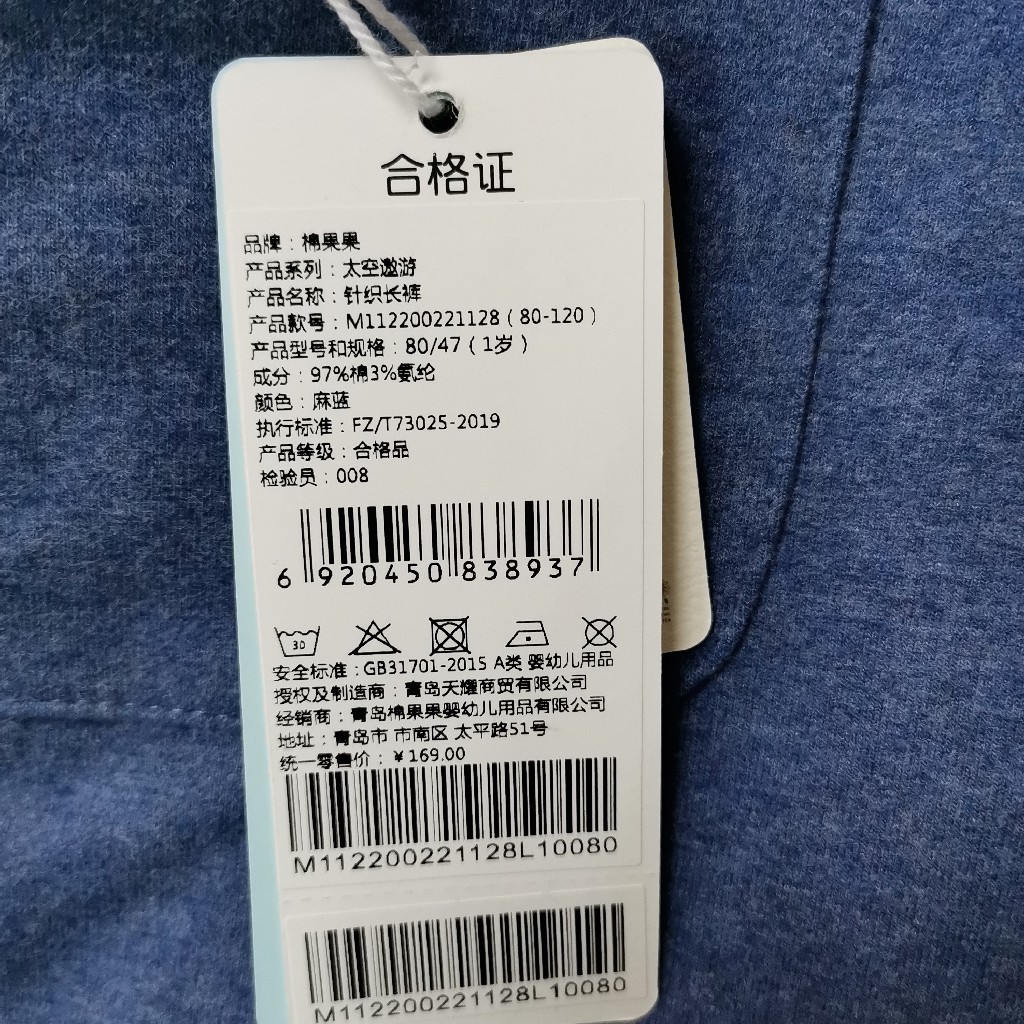 合格证
品牌：棉果果
产品系列：太空遨游
产品名称：针织长裤
产品款号：M112200221128（80-120）
产品型号和规格：80/47（1岁）
成分：97%棉3%氨纶
颜色：麻蓝
执行标准：FZ/T73025-2019
产品等级：合格品
检验员：008
6 920450 838937
30
安全标准：GB31701-2015 A类 婴幼儿用品
授权及制造商：青岛天耀商贸有限公司
经销商：青岛棉果果婴幼儿用品有限公司
地址：青岛市 市南区 太平路51号
统一零售价：￥169.00
M112200221128L10080
M112200221128L10080